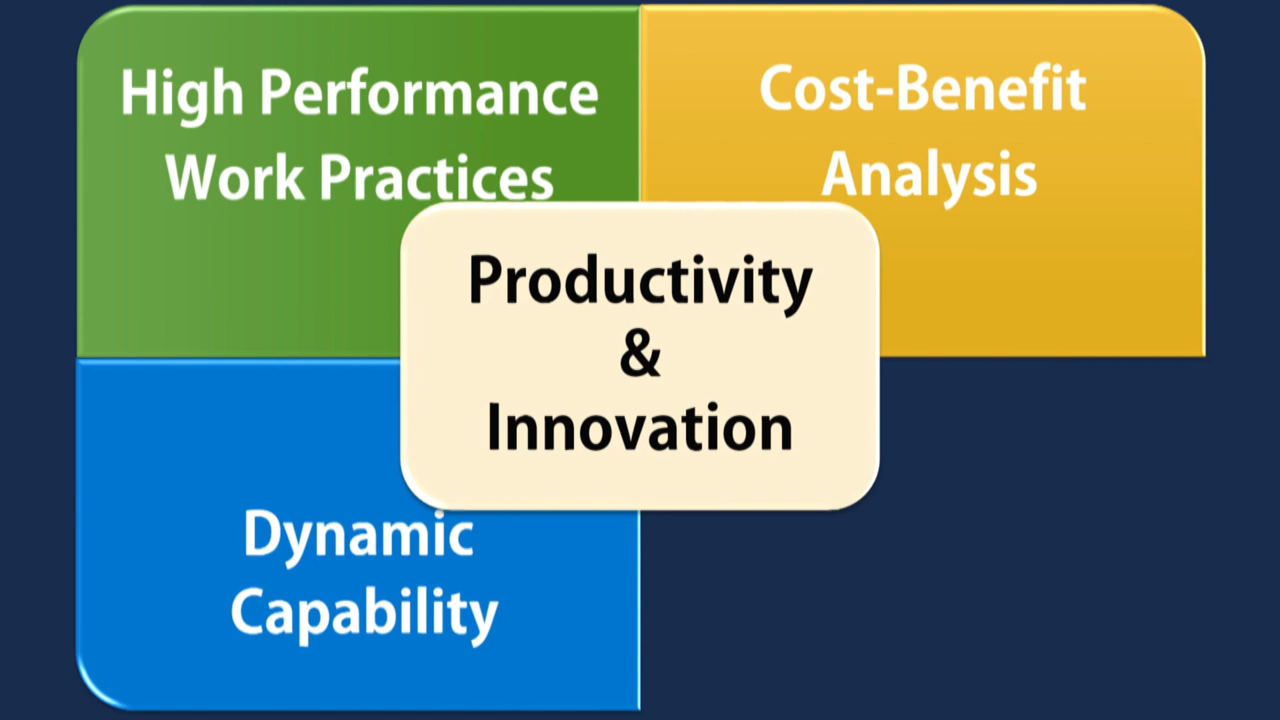 High Performance
Work Practices
Cost-Benefit
Analysis
Productivity
&
Innovation
Dynamic
Capability